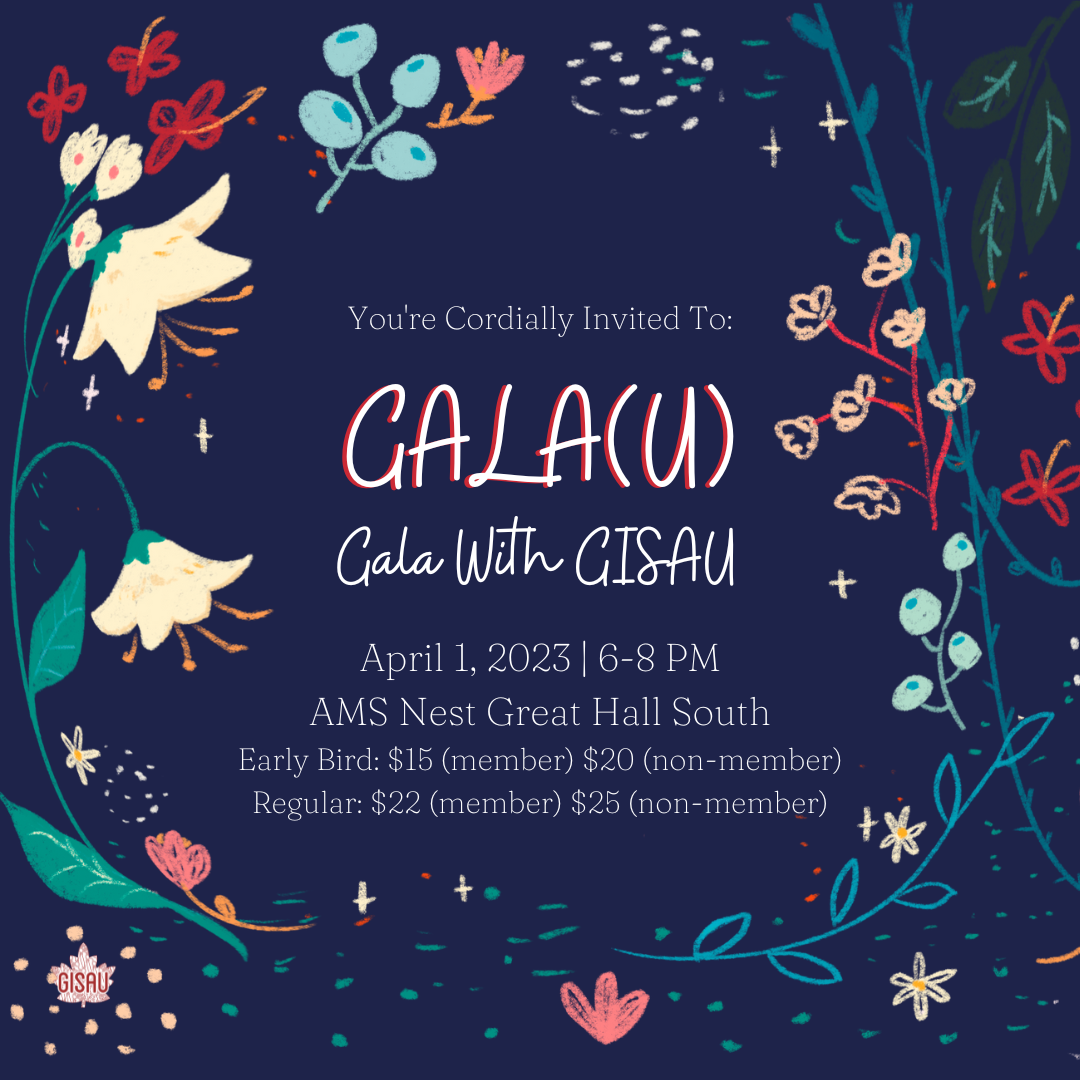 You're Cordially Invited To:
GALA(U)
Gala With GISAU
April 1, 2023 | 6-8 PM
AMS Nest Great Hall South
Early Bird: $15 (member) $20 (non-member)
Regular: $22 (member) $25 (non-member)
GISAU